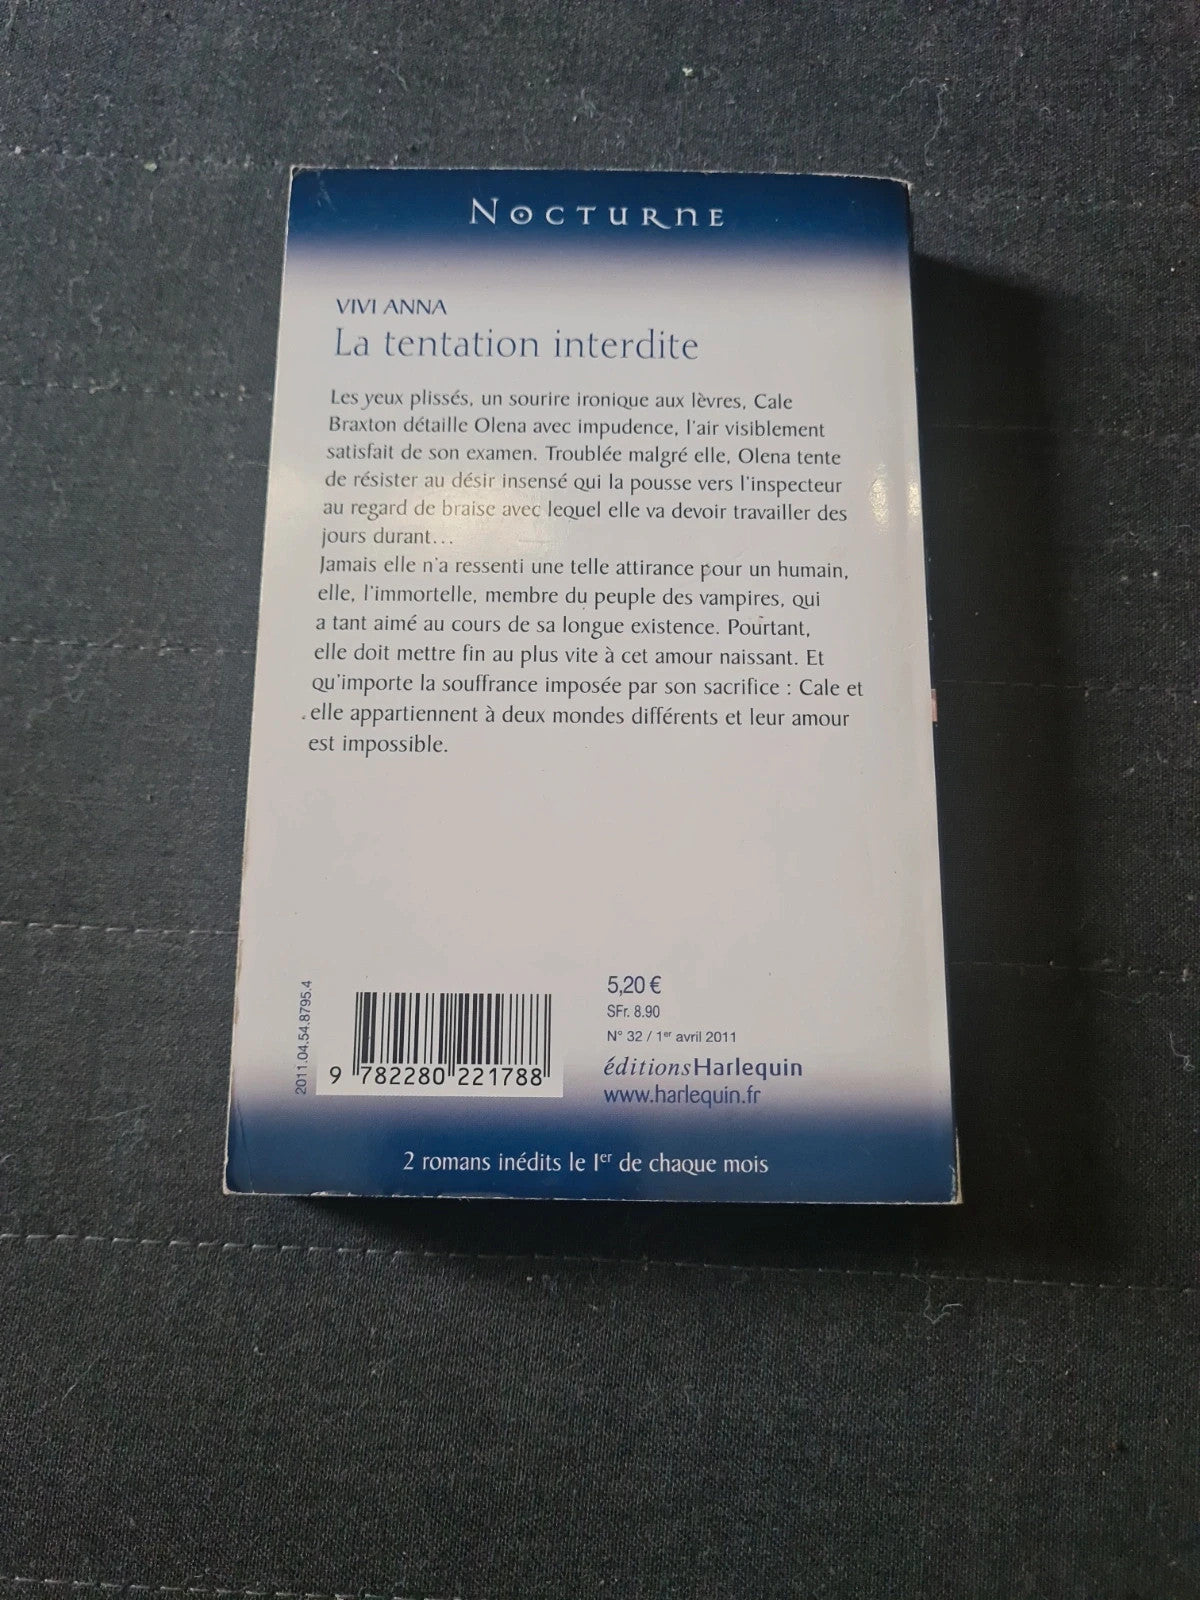 NOCTURNE
VIVI ANNA
La tentation interdite
Les yeux plissés, un sourire ironique aux lèvres, Cale
Braxton détaille Olena avec impudence, l'air visiblement
satisfait de son examen. Troublée malgré elle, Olena tente
de résister au désir insensé qui la pousse vers l'inspecteur
au regard de braise avec lequel elle va devoir travailler des
jours durant...
Jamais elle n'a ressenti une telle attirance pour un humain,
elle, l'immortelle, membre du peuple des vampires, qui
a tant aimé au cours de sa longue existence. Pourtant,
elle doit mettre fin au plus vite à cet amour naissant. Et
qu'importe la souffrance imposée par son sacrifice : Cale et
elle appartiennent à deux mondes différents et leur amour
est impossible.
2011.04.54.8795.4
9 782280 221788
5,20 €
SFr. 8.90
N° 32 / 1er avril 2011
éditionsHarlequin
www.harlequin.fr
2 romans inédits le 1er de chaque mois